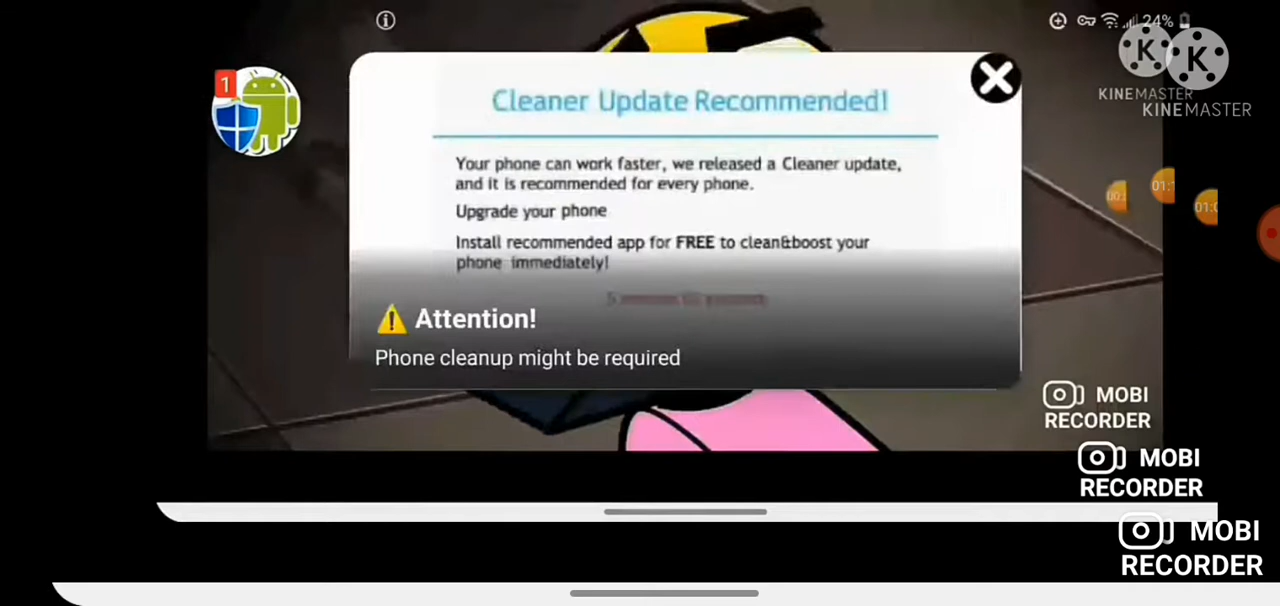 24%
1
Cleaner Update Recommended!
KINEMASTER
KINEMASTER
Your phone can work faster, we released a Cleaner update,
and it is recommended for every phone.
Upgrade your phone
Install recommended app for FREE to clean&boost your
phone immediately!
⚠ Attention!
Phone cleanup might be required
MOBI
RECORDER
MOBI
RECORDER
MOBI
RECORDER